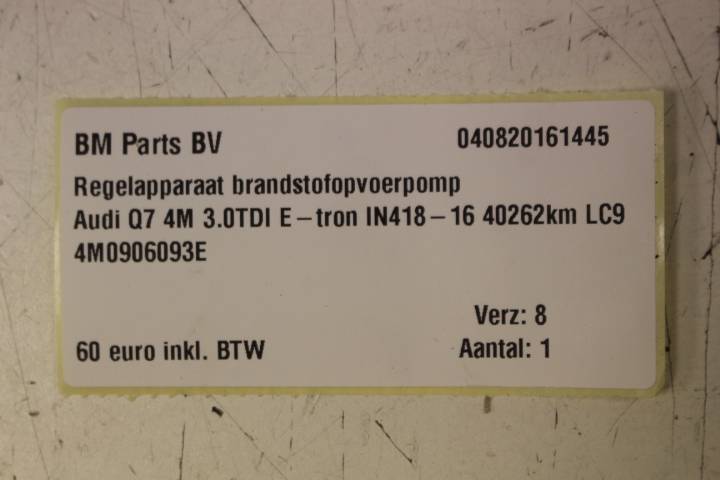 BM Parts BV 040820161445
Regelapparaat brandstofopvoerpomp
Audi Q7 4M 3.0TDI E-tron IN418-16 40262km LC9
4M0906093E
Verz: 8
60 euro inkl. BTW Aantal: 1